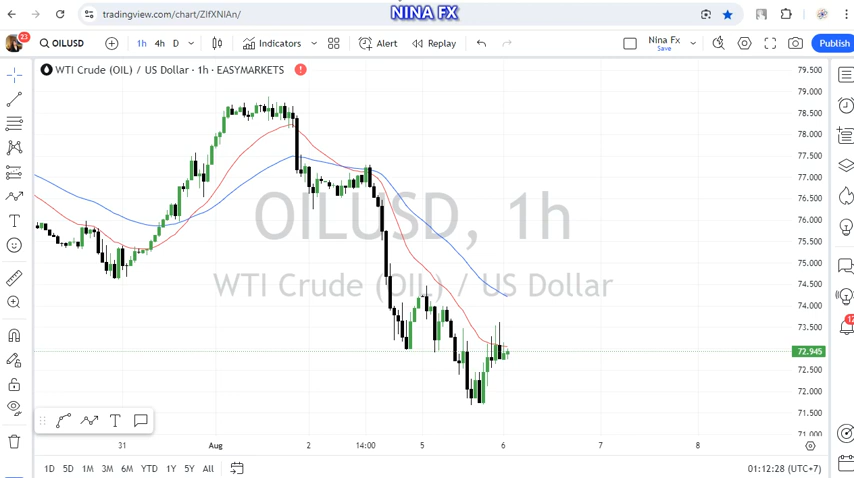 NINA FX
tradingview.com/chart/ZIfXNIAn/
23
OILUSD
1h
4h
D
Indicators
Alert
Replay
Nina Fx
Save
Publish
WTI Crude (OIL) / US Dollar · 1h · EASYMARKETS
79.500
79.000
78.500
78.000
77.500
77.000
76.500
76.000
75.500
75.000
74.500
74.000
73.500
72.945
72.500
72.000
71.500
71.000
OILUSD, 1h
WTI Crude (OIL) / US Dollar
31
Aug
2
14:00
5
6
7
8
1D
5D
1M
3M
6M
YTD
1Y
5Y
All
01:12:28 (UTC+7)